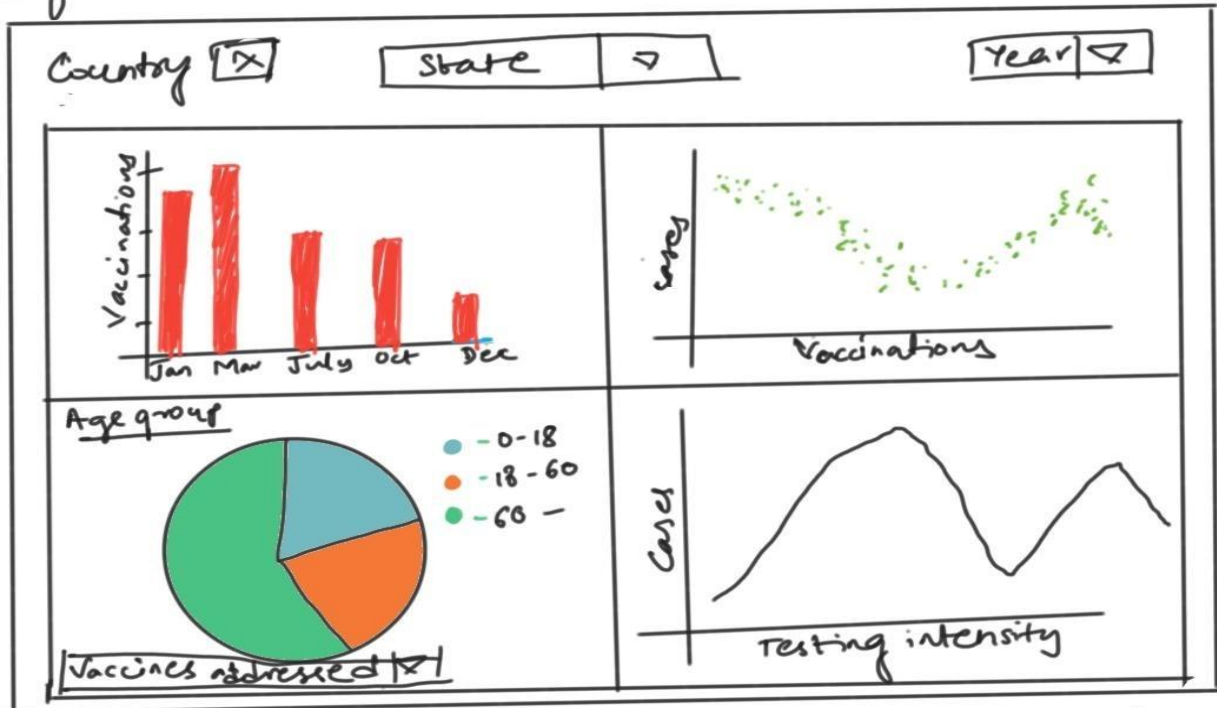 Country
State
Year
Vaccinations
Jan Mar July Oct Dec
Cases
Vaccinations
Age group
- 0-18
- 18-60
- 60 -
Vaccines addressed
Cases
Testing intensity